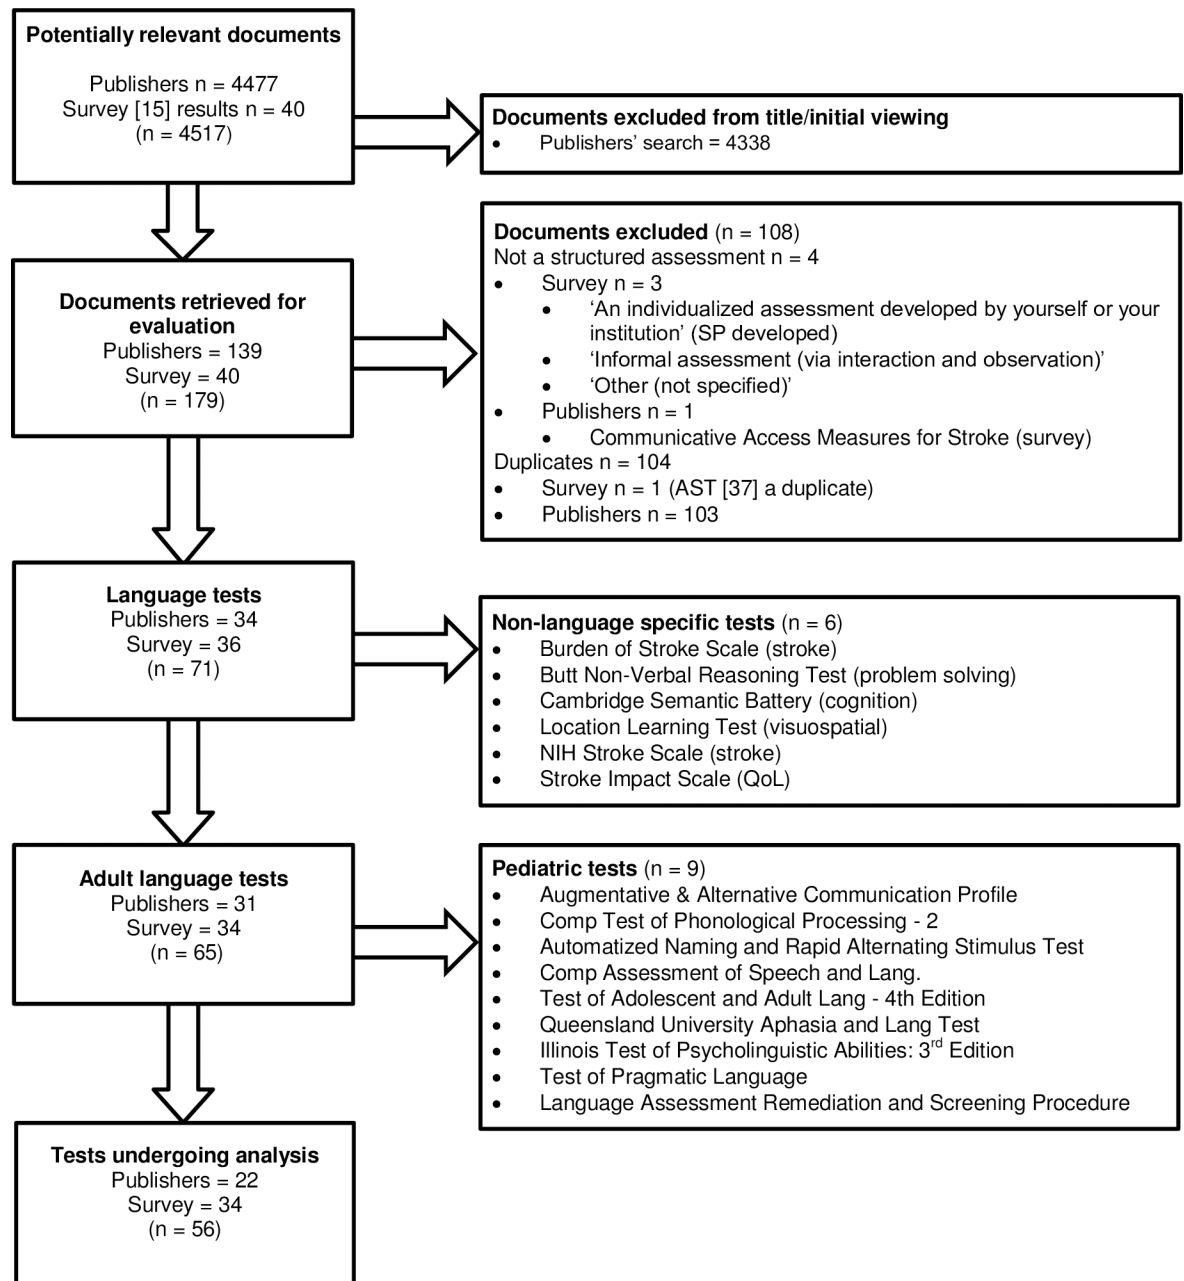 Potentially relevant documents
Publishers n = 4477
Survey [15] results n = 40
(n = 4517)
Documents excluded from title/initial viewing
• Publishers’ search = 4338
Documents retrieved for
evaluation
Publishers = 139
Survey = 40
(n = 179)
Documents excluded (n = 108)
Not a structured assessment n = 4
• Survey n = 3
• ‘An individualized assessment developed by yourself or your
institution’ (SP developed)
• ‘Informal assessment (via interaction and observation)’
• ‘Other (not specified)’
• Publishers n = 1
• Communicative Access Measures for Stroke (survey)
Duplicates n = 104
• Survey n = 1 (AST [37] a duplicate)
• Publishers n = 103
Language tests
Publishers = 34
Survey = 36
(n = 71)
Non-language specific tests (n = 6)
• Burden of Stroke Scale (stroke)
• Butt Non-Verbal Reasoning Test (problem solving)
• Cambridge Semantic Battery (cognition)
• Location Learning Test (visuospatial)
• NIH Stroke Scale (stroke)
• Stroke Impact Scale (QoL)
Adult language tests
Publishers = 31
Survey = 34
(n = 65)
Pediatric tests (n = 9)
• Augmentative & Alternative Communication Profile
• Comp Test of Phonological Processing - 2
• Automatized Naming and Rapid Alternating Stimulus Test
• Comp Assessment of Speech and Lang.
• Test of Adolescent and Adult Lang - 4th Edition
• Queensland University Aphasia and Lang Test
• Illinois Test of Psycholinguistic Abilities: 3rd Edition
• Test of Pragmatic Language
• Language Assessment Remediation and Screening Procedure
Tests undergoing analysis
Publishers = 22
Survey = 34
(n = 56)